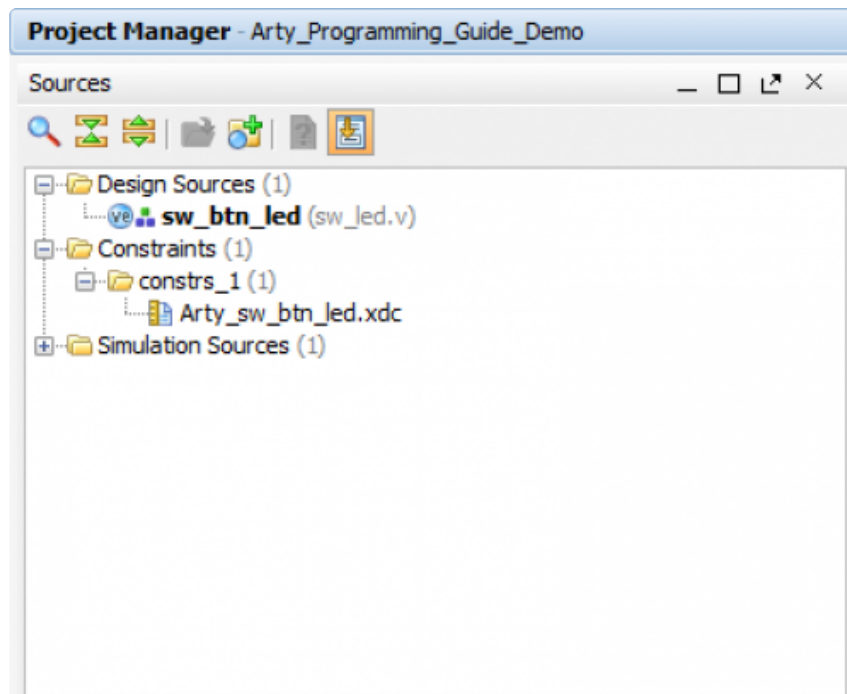 Project Manager - Arty_Programming_Guide_Demo
Sources
Design Sources (1)
sw_btn_led (sw_led.v)
Constraints (1)
constrs_1 (1)
Arty_sw_btn_led.xdc
Simulation Sources (1)